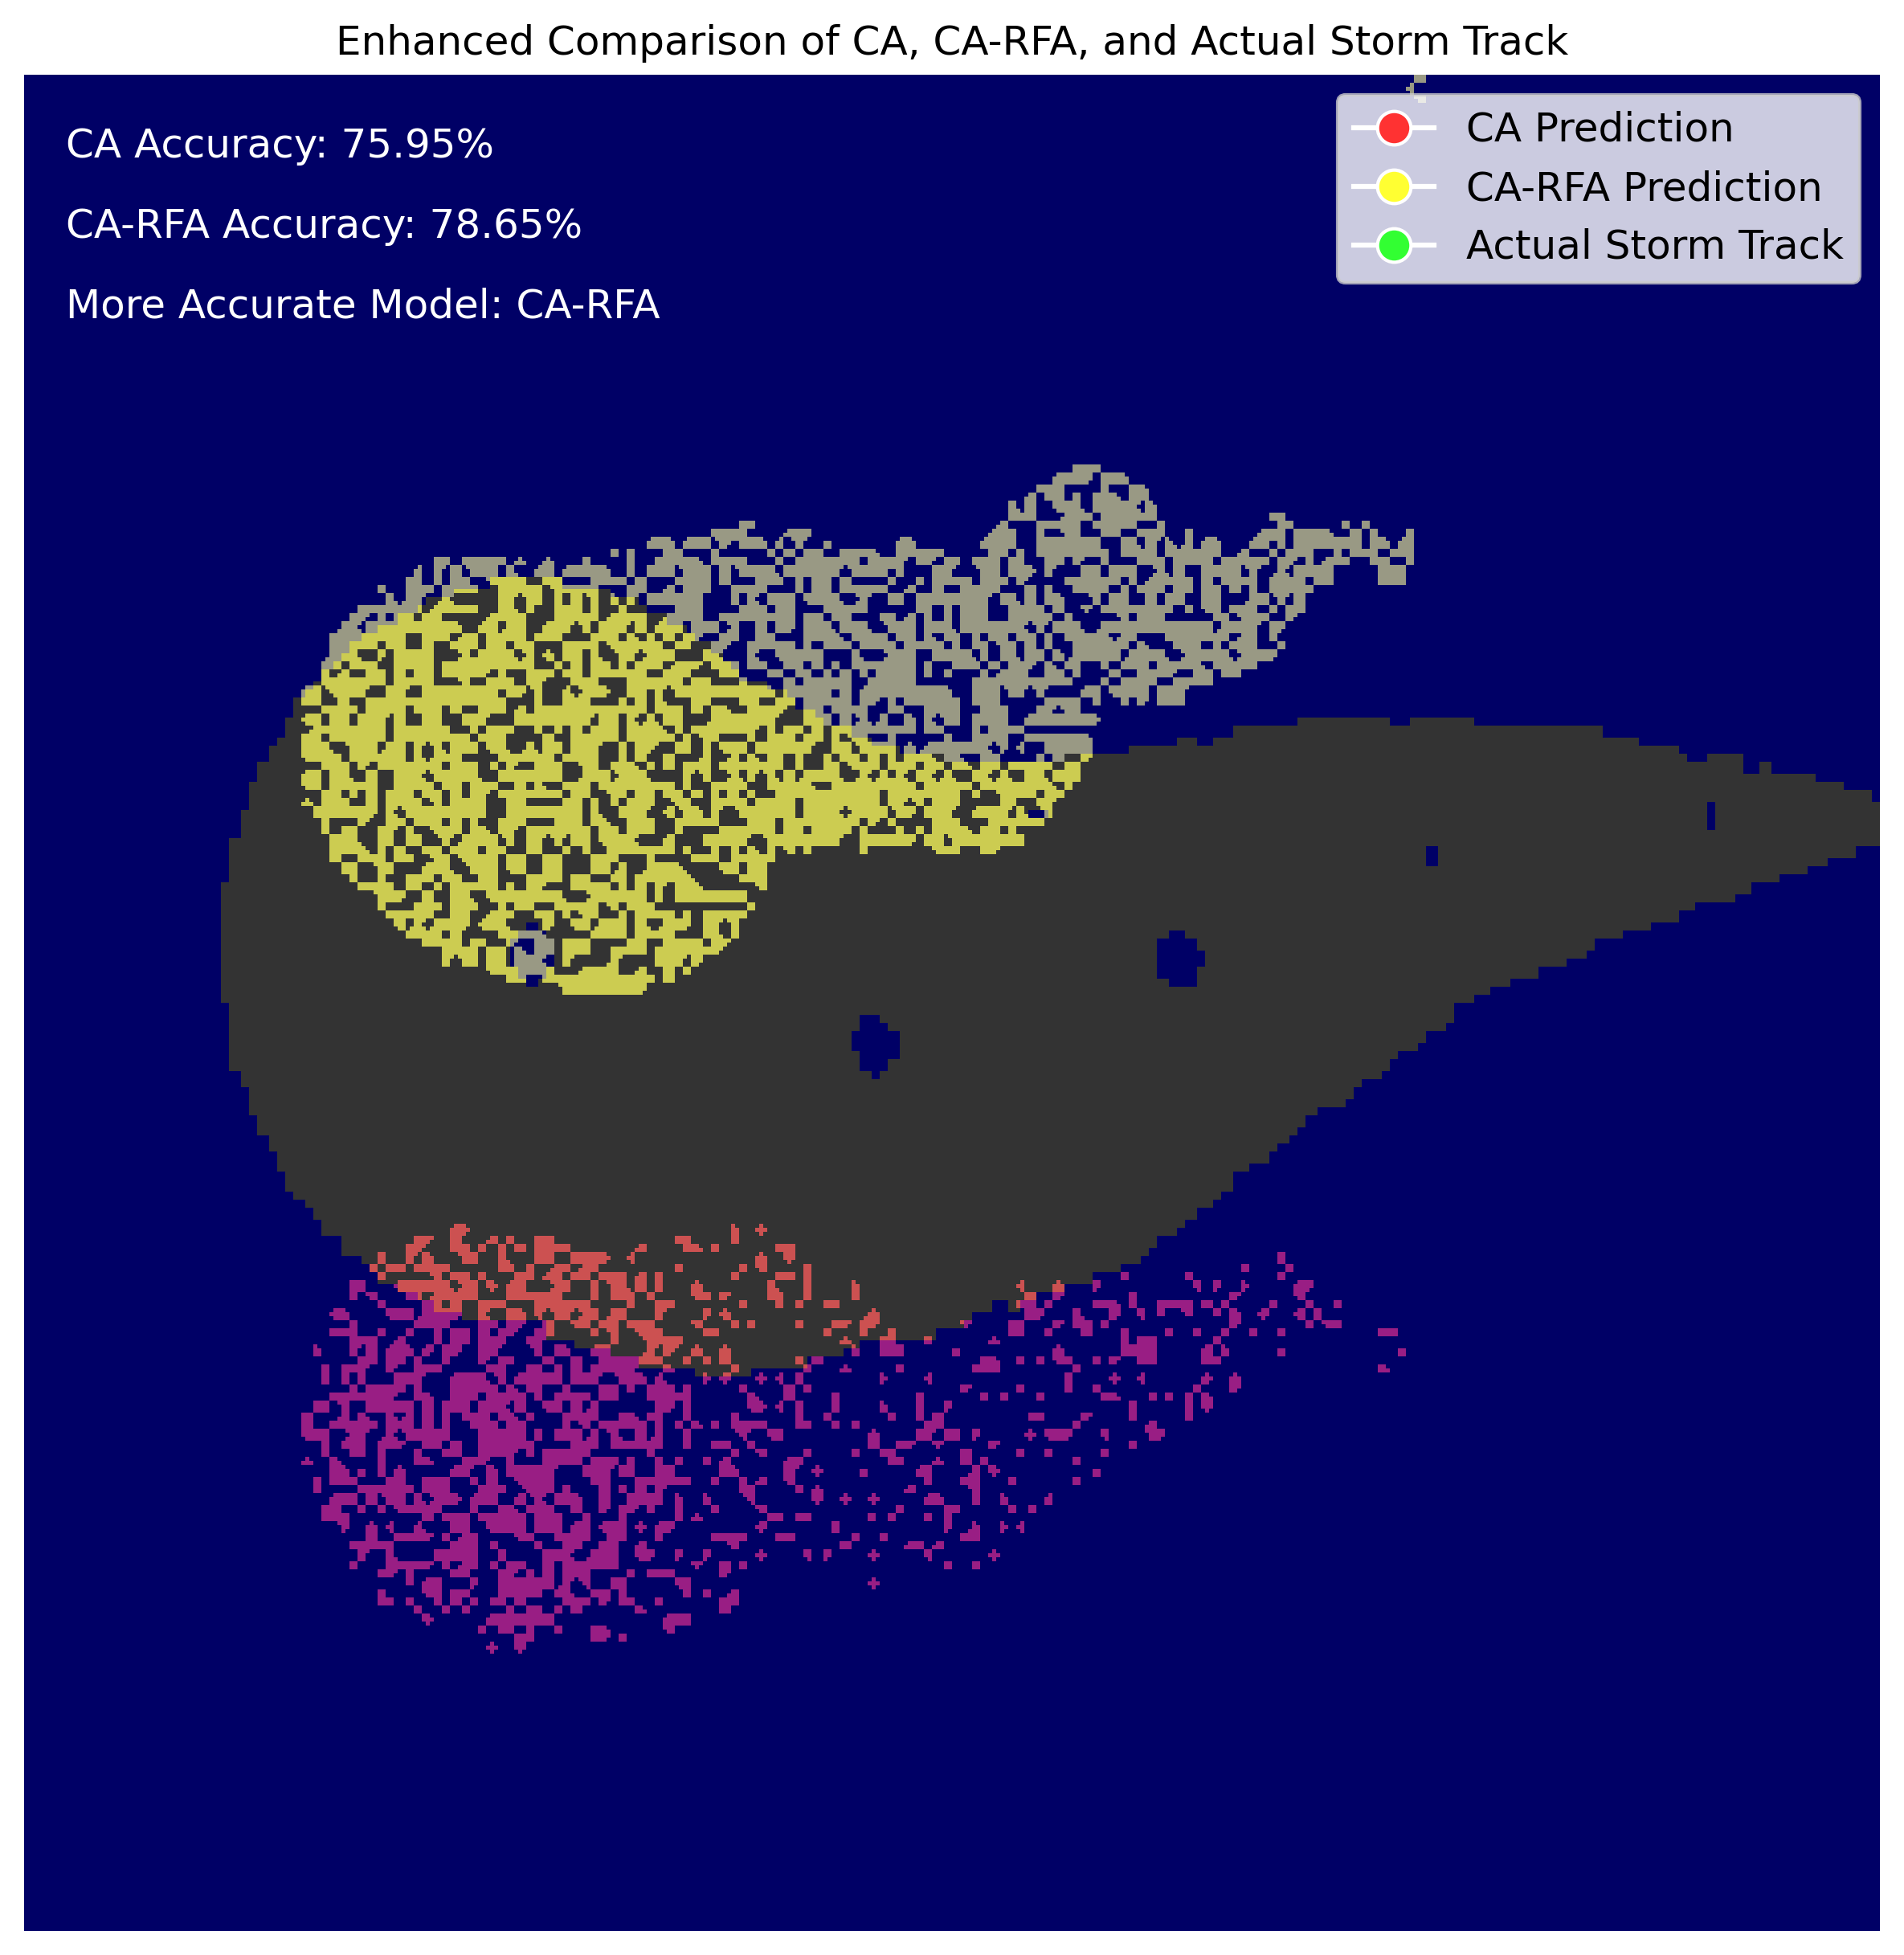 Enhanced Comparison of CA, CA-RFA, and Actual Storm Track
CA Accuracy: 75.95%
CA-RFA Accuracy: 78.65%
More Accurate Model: CA-RFA
CA Prediction
CA-RFA Prediction
Actual Storm Track